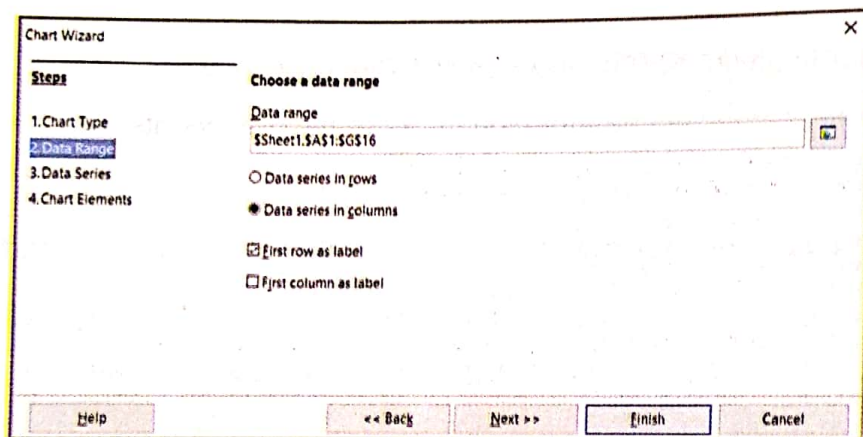 Chart Wizard
Steps
1.Chart Type
2.Data Range
3.Data Series
4.Chart Elements
Choose a data range
Data range
$Sheet1.$A$1:$G$16
Data series in rows
Data series in columns
First row as label
First column as label
Help
<< Back
Next >>
Finish
Cancel